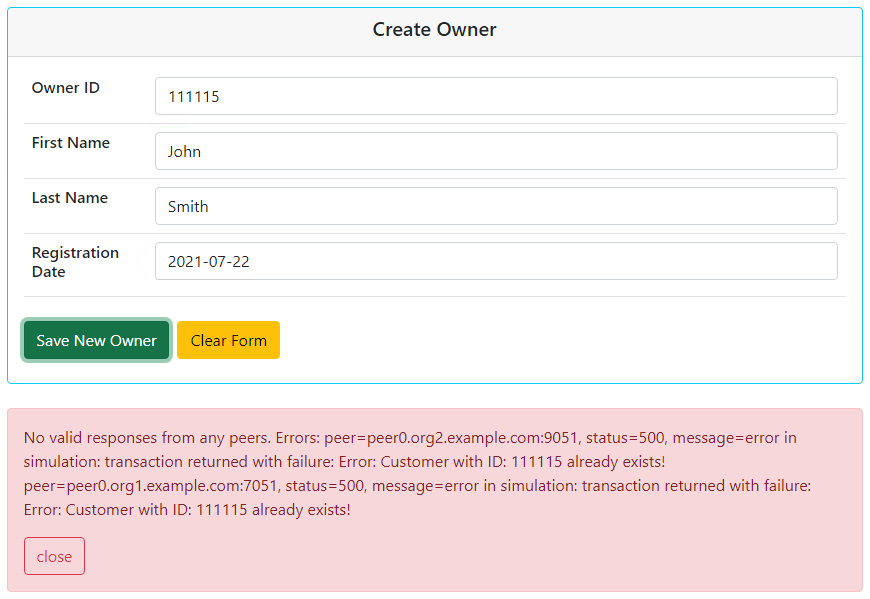 Create Owner
Owner ID
111115
First Name
John
Last Name
Smith
Registration
Date
2021-07-22
Save New Owner
Clear Form
No valid responses from any peers. Errors: peer=peer0.org2.example.com:9051, status=500, message=error in
simulation: transaction returned with failure: Error: Customer with ID: 111115 already exists!
peer=peer0.org1.example.com:7051, status=500, message=error in simulation: transaction returned with failure:
Error: Customer with ID: 111115 already exists!
close